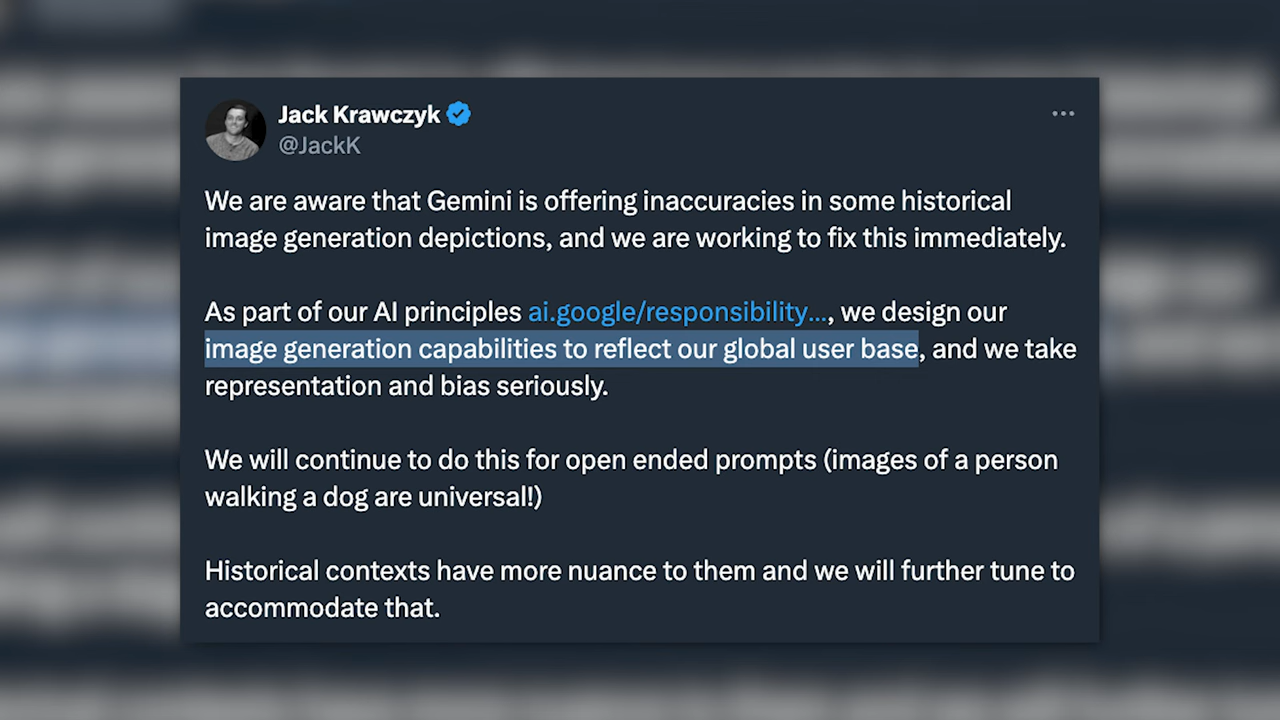 Jack Krawczyk
@JackK
We are aware that Gemini is offering inaccuracies in some historical
image generation depictions, and we are working to fix this immediately.
As part of our AI principles ai.google/responsibility..., we design our
image generation capabilities to reflect our global user base, and we take
representation and bias seriously.
We will continue to do this for open ended prompts (images of a person
walking a dog are universal!)
Historical contexts have more nuance to them and we will further tune to
accommodate that.